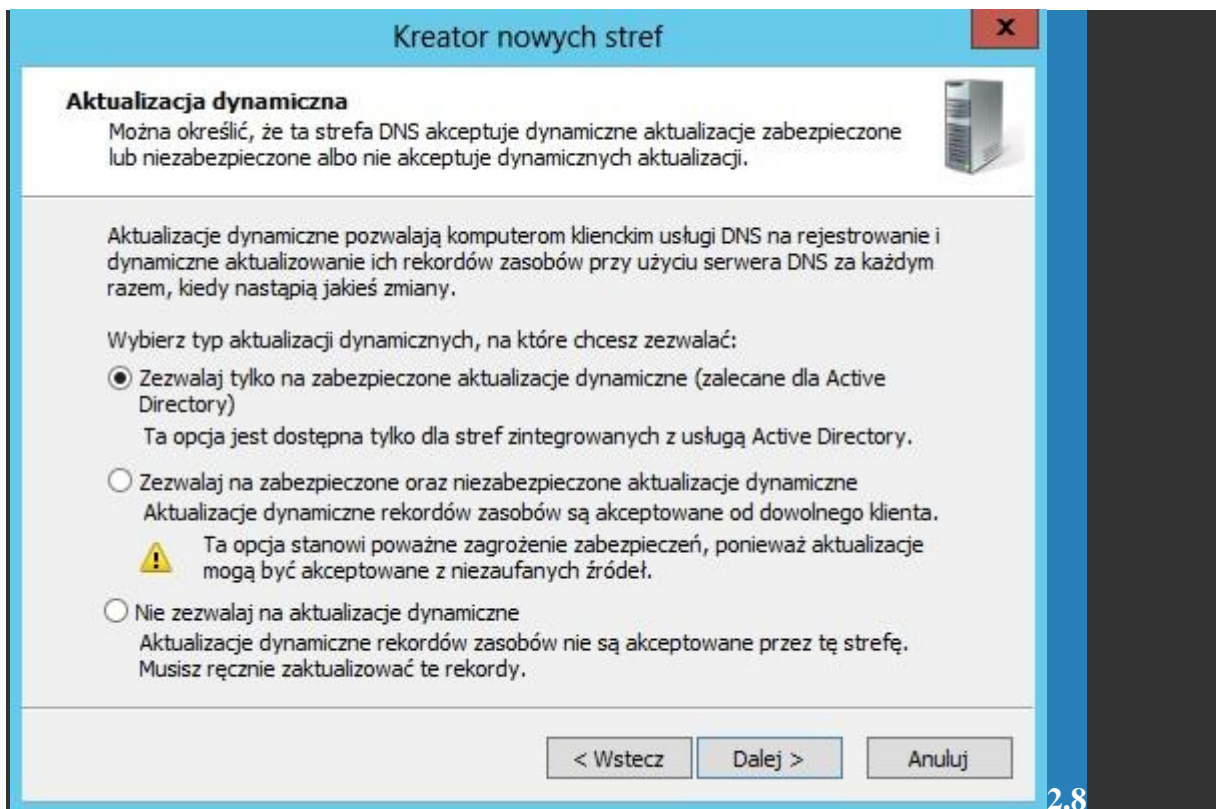 Kreator nowych stref
x
Aktualizacja dynamiczna
Można określić, że ta strefa DNS akceptuje dynamiczne aktualizacje zabezpieczone
lub niezabezpieczone albo nie akceptuje dynamicznych aktualizacji.
Aktualizacje dynamiczne pozwalają komputerom klienckim usługi DNS na rejestrowanie i
dynamiczne aktualizowanie ich rekordów zasobów przy użyciu serwera DNS za każdym
razem, kiedy nastąpią jakieś zmiany.
Wybierz typ aktualizacji dynamicznych, na które chcesz zezwalać:
Zezwalaj tylko na zabezpieczone aktualizacje dynamiczne (zalecane dla Active
Directory)
Ta opcja jest dostępna tylko dla stref zintegrowanych z usługą Active Directory.
Zezwalaj na zabezpieczone oraz niezabezpieczone aktualizacje dynamiczne
Aktualizacje dynamiczne rekordów zasobów są akceptowane od dowolnego klienta.
Ta opcja stanowi poważne zagrożenie zabezpieczeń, ponieważ aktualizacje
mogą być akceptowane z niezaufanych źródeł.
Nie zezwalaj na aktualizacje dynamiczne
Aktualizacje dynamiczne rekordów zasobów nie są akceptowane przez tę strefę.
Musisz ręcznie zaktualizować te rekordy.
< Wstecz Dalej > Anuluj
2.8